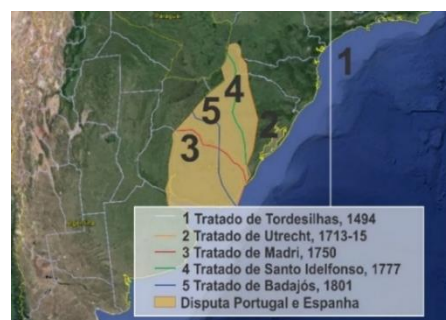 1
4
5
2
3
1 Tratado de Tordesilhas, 1494
2 Tratado de Utrecht, 1713-15
3 Tratado de Madri, 1750
4 Tratado de Santo Idelfonso, 1777
5 Tratado de Badajós, 1801
Disputa Portugal e Espanha